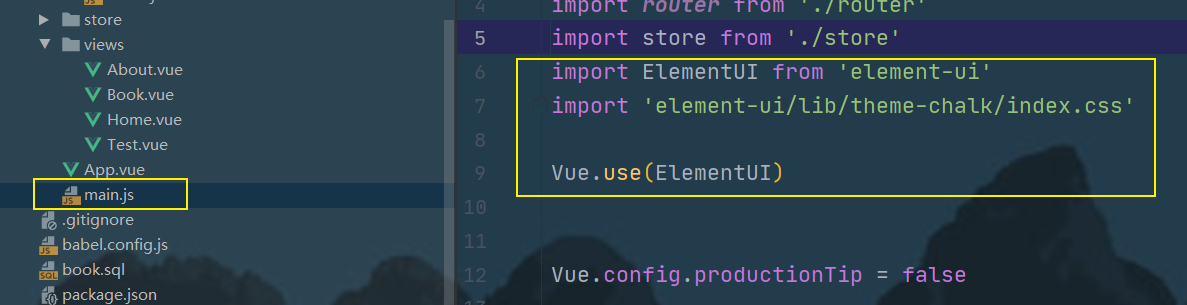 store
views
About.vue
Book.vue
Home.vue
Test.vue
App.vue
main.js
.gitignore
babel.config.js
book.sql
package.json
4 import router from './router'
5 import store from './store'
6 import ElementUI from 'element-ui'
7 import 'element-ui/lib/theme-chalk/index.css'
8
9 Vue.use(ElementUI)
10
11
12 Vue.config.productionTip = false